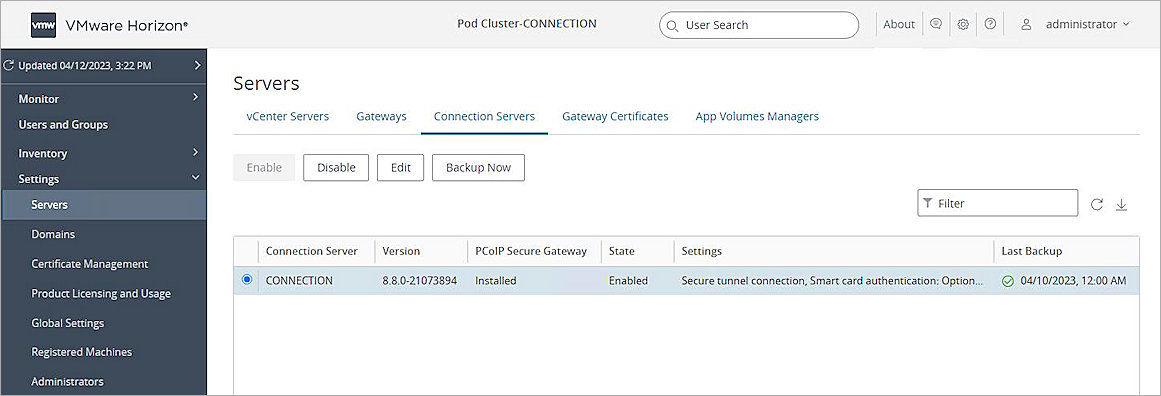 vmw VMware Horizon® Pod Cluster-CONNECTION User Search About administrator
Updated 04/12/2023, 3:22 PM
Monitor
Users and Groups
Inventory
Settings
Servers
Domains
Certificate Management
Product Licensing and Usage
Global Settings
Registered Machines
Administrators
Servers
vCenter Servers Gateways Connection Servers Gateway Certificates App Volumes Managers
Enable Disable Edit Backup Now
Filter
Connection Server Version PCoIP Secure Gateway State Settings Last Backup
CONNECTION 8.8.0-21073894 Installed Enabled Secure tunnel connection, Smart card authentication: Option... 04/10/2023, 12:00 AM